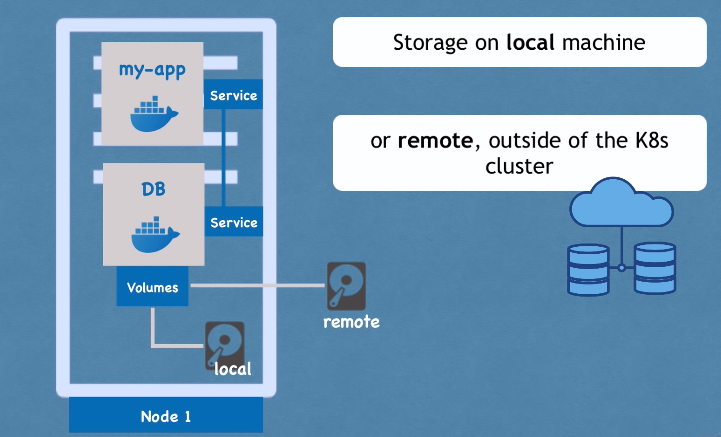 my-app
Service
DB
Service
Volumes
remote
local
Node 1
Storage on local machine
or remote, outside of the K8s
cluster